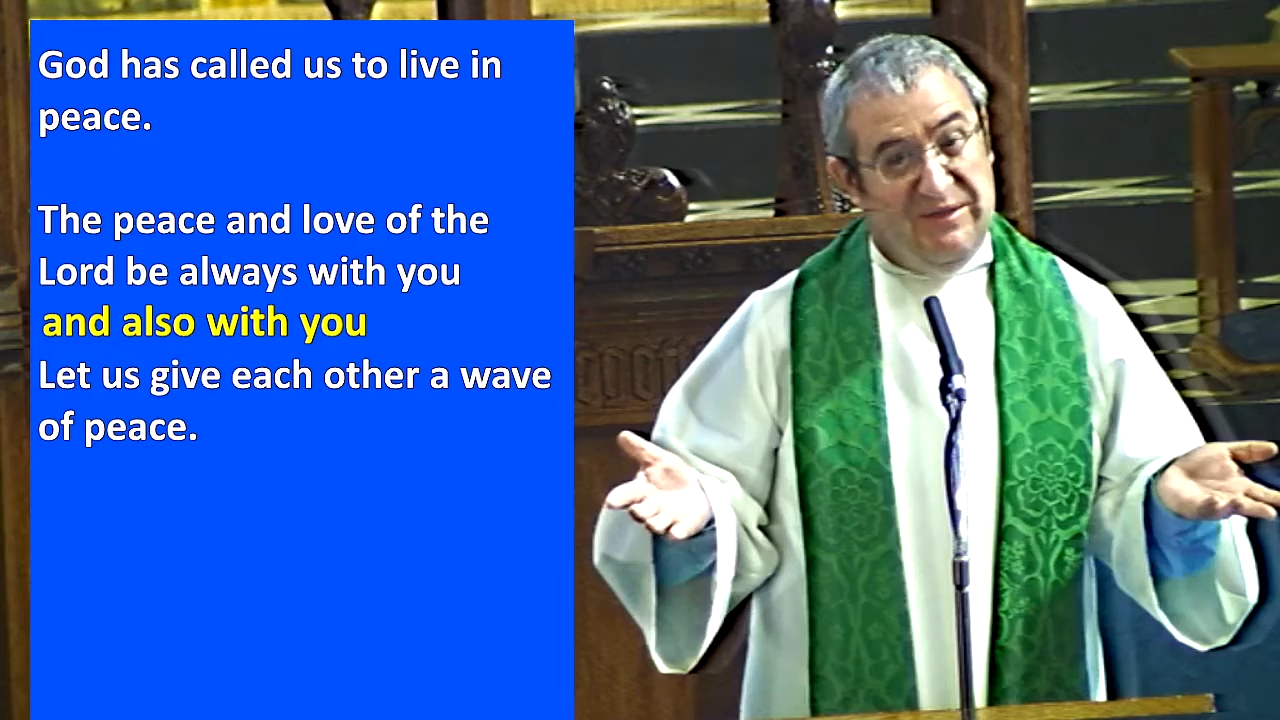 God has called us to live in
peace.
The peace and love of the
Lord be always with you
and also with you
Let us give each other a wave
of peace.